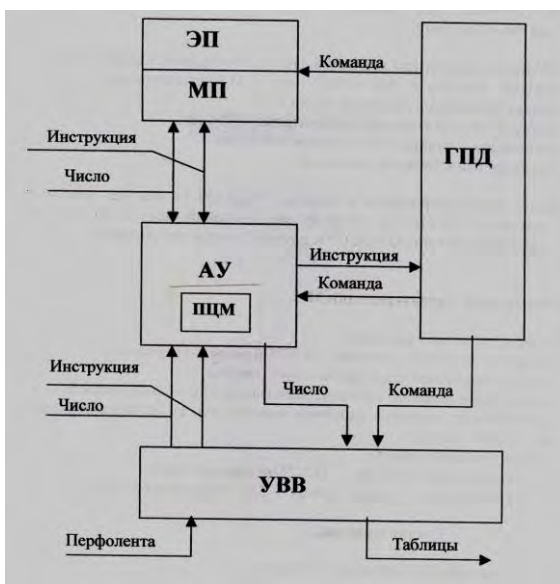 ЭП
Команда
МП
ГПД
Инструкция
Число
Инструкция
АУ
Команда
ПЦМ
Инструкция
Число
Число
Команда
УВВ
Перфолента
Таблицы